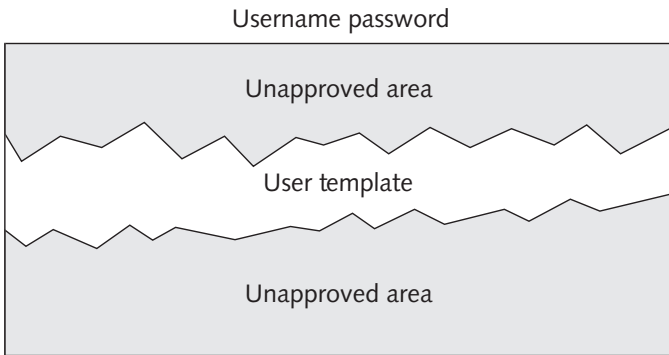 Username password
Unapproved area
User template
Unapproved area